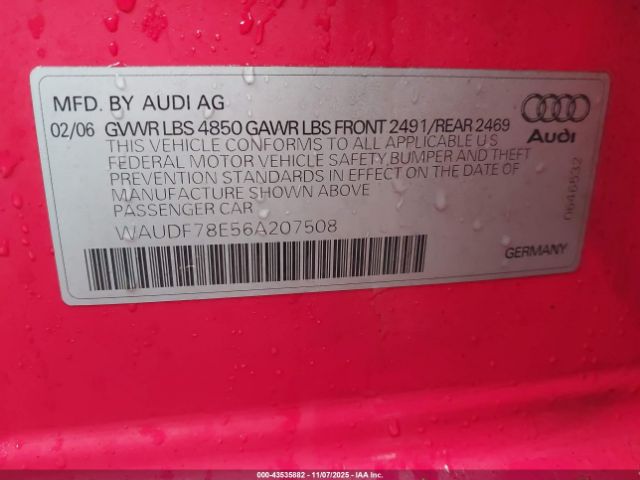 MFD. BY AUDI AG
02/06 GVWR LBS 4850 GAWR LBS FRONT 2491/REAR 2469
THIS VEHICLE CONFORMS TO ALL APPLICABLE U S
FEDERAL MOTOR VEHICLE SAFETY,BUMPER AND THEFT
PREVENTION STANDARDS IN EFFECT ON THE DATE OF
MANUFACTURE SHOWN ABOVE
PASSENGER CAR
WAUDF78E56A207508
Audi
0646832
GERMANY
000-43535882 - 11/07/2025 - IAA Inc.